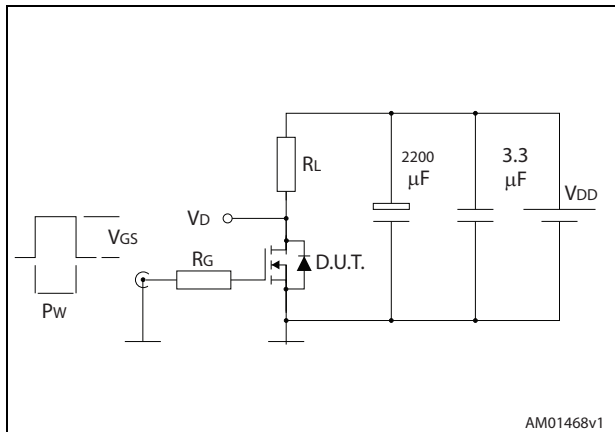 RL
2200
μF
3.3
μF
VDD
VD
VGS
RG
D.U.T.
PW
AM01468v1